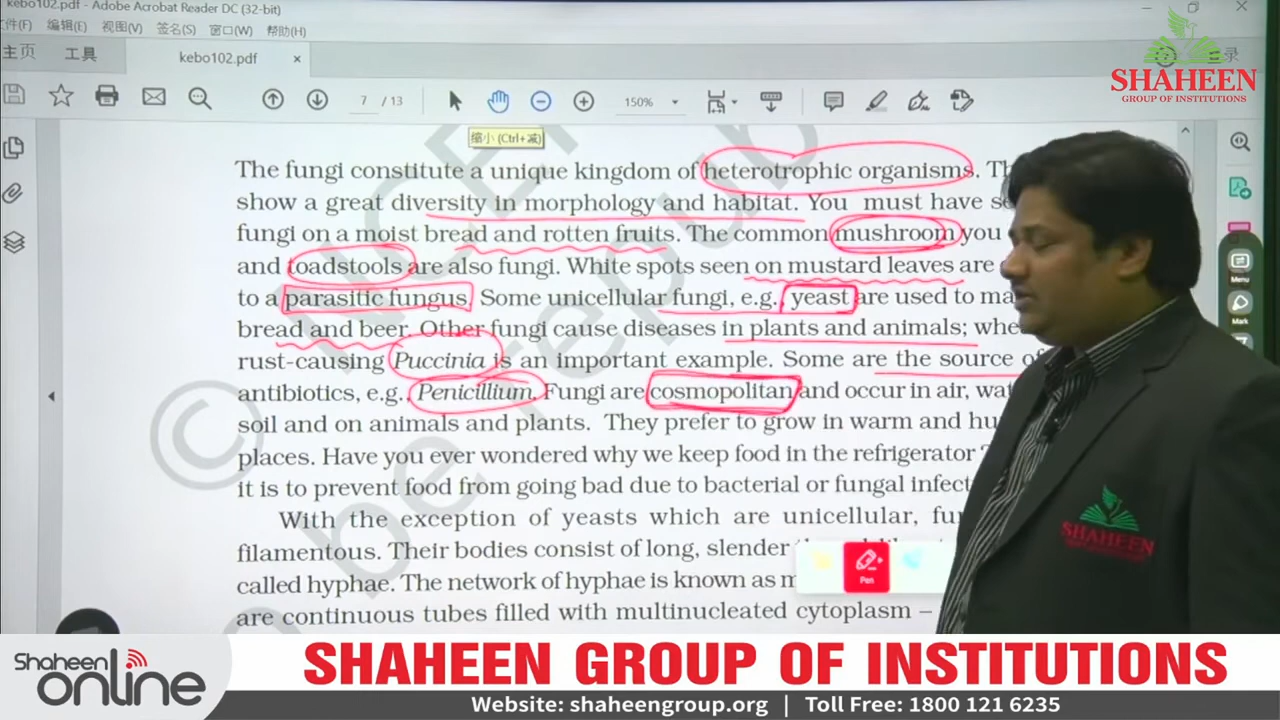 kebo102.pdf - Adobe Acrobat Reader DC (32-bit)
文件(F) 编辑(E) 视图(V) 签名(S) 窗口(W) 帮助(H)
主页 工具 kebo102.pdf × 登录
7 / 13 150%
缩小 (Ctrl+减)
SHAHEEN
GROUP OF INSTITUTIONS
The fungi constitute a unique kingdom of heterotrophic organisms.
show a great diversity in morphology and habitat. You must have
fungi on a moist bread and rotten fruits. The common mushroom you
and toadstools are also fungi. White spots seen on mustard leaves are
to a parasitic fungus. Some unicellular fungi, e.g., yeast are used to
bread and beer. Other fungi cause diseases in plants and animals;
rust-causing Puccinia is an important example. Some are the source of
antibiotics, e.g., Penicillium. Fungi are cosmopolitan and occur in air,
soil and on animals and plants. They prefer to grow in warm and
places. Have you ever wondered why we keep food in the refrigerator ?
it is to prevent food from going bad due to bacterial or fungal
With the exception of yeasts which are unicellular,
filamentous. Their bodies consist of long, slender
called hyphae. The network of hyphae is known as
are continuous tubes filled with multinucleated cytoplasm –
Menu
Mark
Pen
SHAHEEN
Shaheen online
SHAHEEN GROUP OF INSTITUTIONS
Website: shaheengroup.org | Toll Free: 1800 121 6235